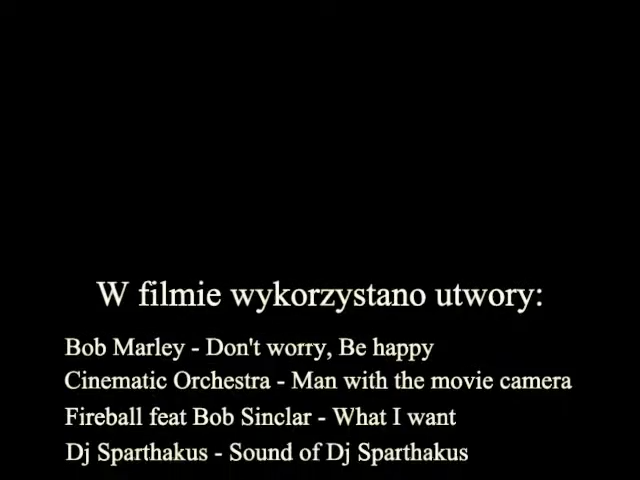 W filmie wykorzystano utwory:
Bob Marley - Don't worry, Be happy
Cinematic Orchestra - Man with the movie camera
Fireball feat Bob Sinclar - What I want
Dj Sparthakus - Sound of Dj Sparthakus